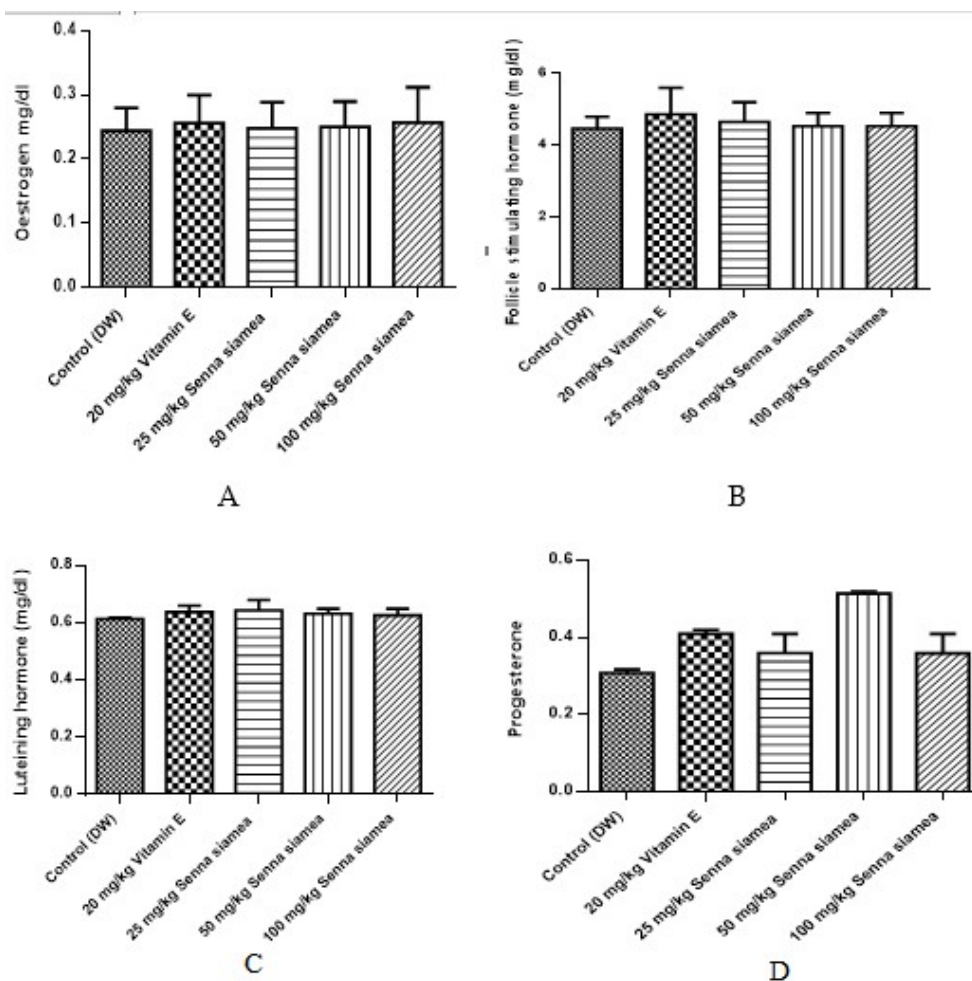 Oestrogen mg/dl
0.4
0.3
0.2
0.1
0.0
Control (DW)
20 mg/kg Vitamin E
25 mg/kg Senna siamea
50 mg/kg Senna siamea
100 mg/kg Senna siamea
A
Follicle stimulating hormone (mg/dl)
6
4
2
0
Control (DW)
20 mg/kg Vitamin E
25 mg/kg Senna siamea
50 mg/kg Senna siamea
100 mg/kg Senna siamea
B
Luteining hormone (mg/dl)
0.8
0.6
0.4
0.2
0.0
Control (DW)
20 mg/kg Vitamin E
25 mg/kg Senna siamea
50 mg/kg Senna siamea
100 mg/kg Senna siamea
C
Progesterone
0.6
0.4
0.2
0.0
Control (DW)
20 mg/kg Vitamin E
25 mg/kg Senna siamea
50 mg/kg Senna siamea
100 mg/kg Senna siamea
D